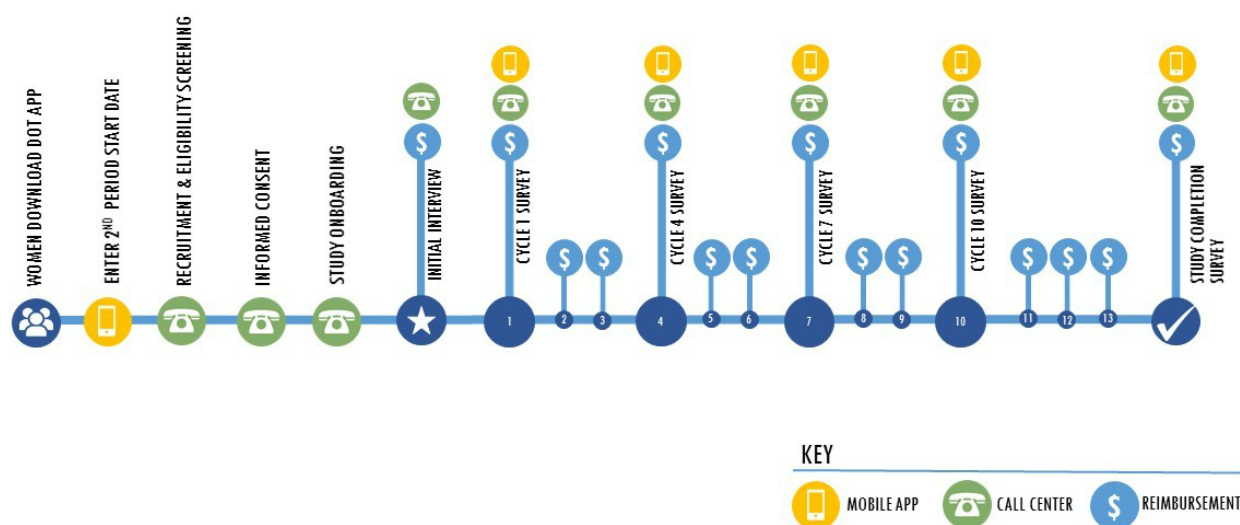 WOMEN DOWNLOAD DOT APP
ENTER 2ND PERIOD START DATE
RECRUITMENT & ELIGIBILITY SCREENING
INFORMED CONSENT
STUDY ONBOARDING
INITIAL INTERVIEW
$
CYCLE 1 SURVEY
$
1
$
2
$
3
CYCLE 4 SURVEY
$
4
$
5
$
6
CYCLE 7 SURVEY
$
7
$
8
$
9
CYCLE 10 SURVEY
$
10
$
11
$
12
$
13
STUDY COMPLETION
SURVEY
$
KEY
MOBILE APP
CALL CENTER
$ REIMBURSEMENT